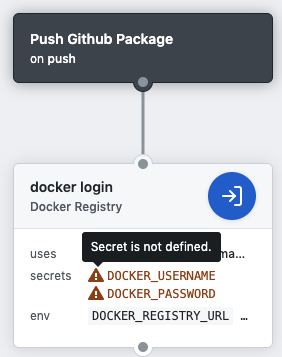 Push Github Package
on push
docker login
Docker Registry
Secret is not defined.
uses ma...
secrets DOCKER_USERNAME
DOCKER_PASSWORD
env DOCKER_REGISTRY_URL ...